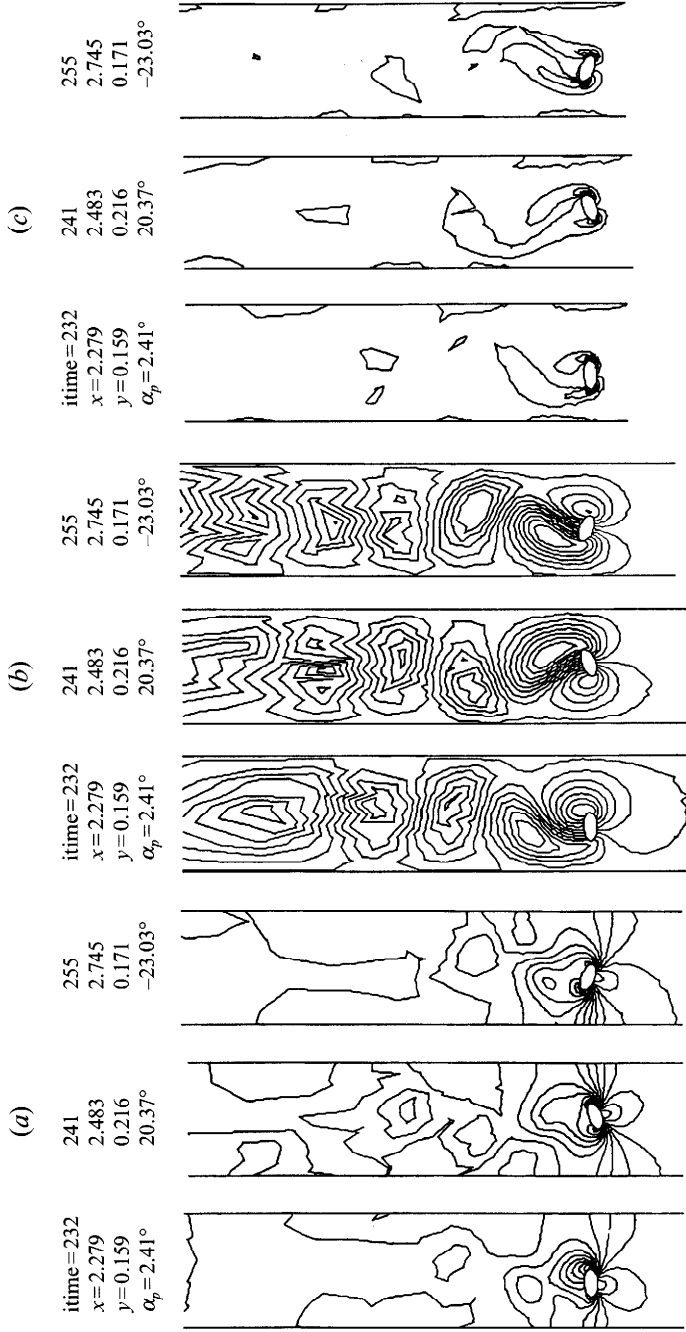 (a)
itime=232
x=2.279
y=0.159
αₚ=2.41°
241
2.483
0.216
20.37°
255
2.745
0.171
−23.03°
(b)
itime=232
x=2.279
y=0.159
αₚ=2.41°
241
2.483
0.216
20.37°
255
2.745
0.171
−23.03°
(c)
itime=232
x=2.279
y=0.159
αₚ=2.41°
241
2.483
0.216
20.37°
255
2.745
0.171
−23.03°